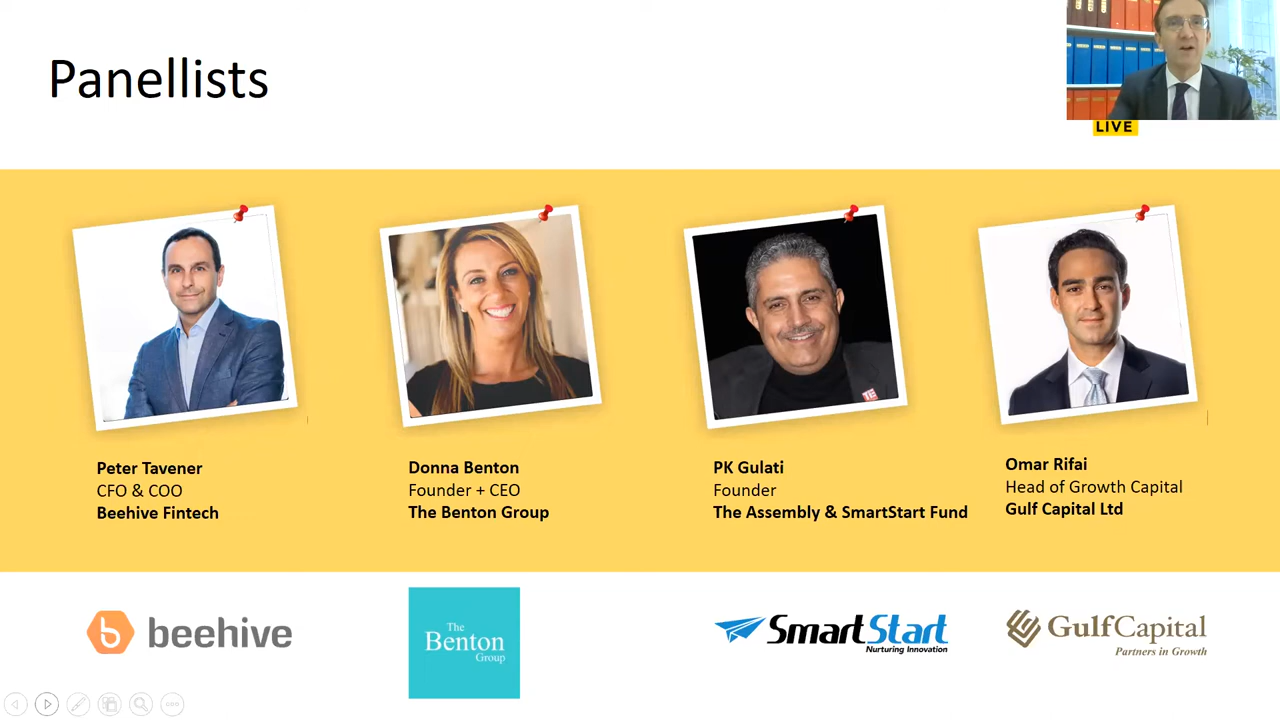 Panellists
LIVE
Peter Tavener
CFO & COO
Beehive Fintech
Donna Benton
Founder + CEO
The Benton Group
PK Gulati
Founder
The Assembly & SmartStart Fund
Omar Rifai
Head of Growth Capital
Gulf Capital Ltd
b beehive
The
Benton
Group
SmartStart
Nurturing Innovation
GulfCapital
Partners in Growth